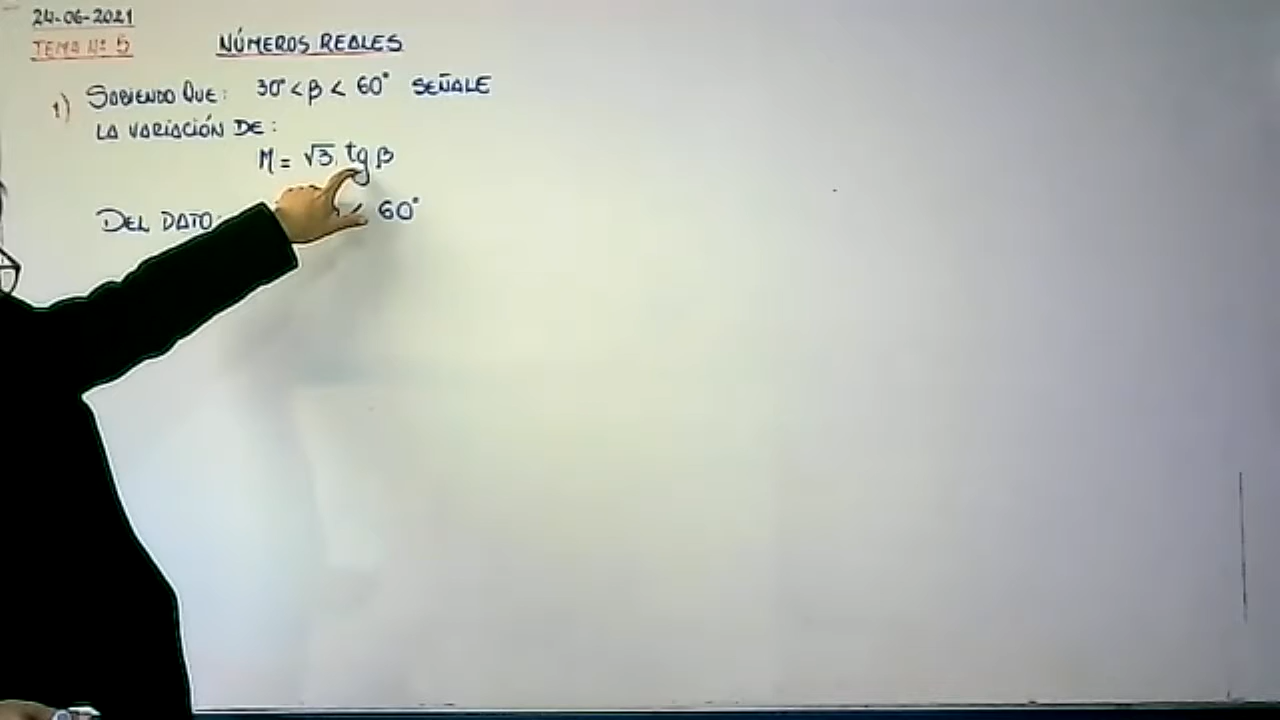 24-06-2021
TEMA Nº 5
NÚMEROS REALES
1) SABIENDO QUE: 30° < β < 60° SEÑALE
LA VARIACIÓN DE:
M = √3 . tg β
DEL DATO: < 60°